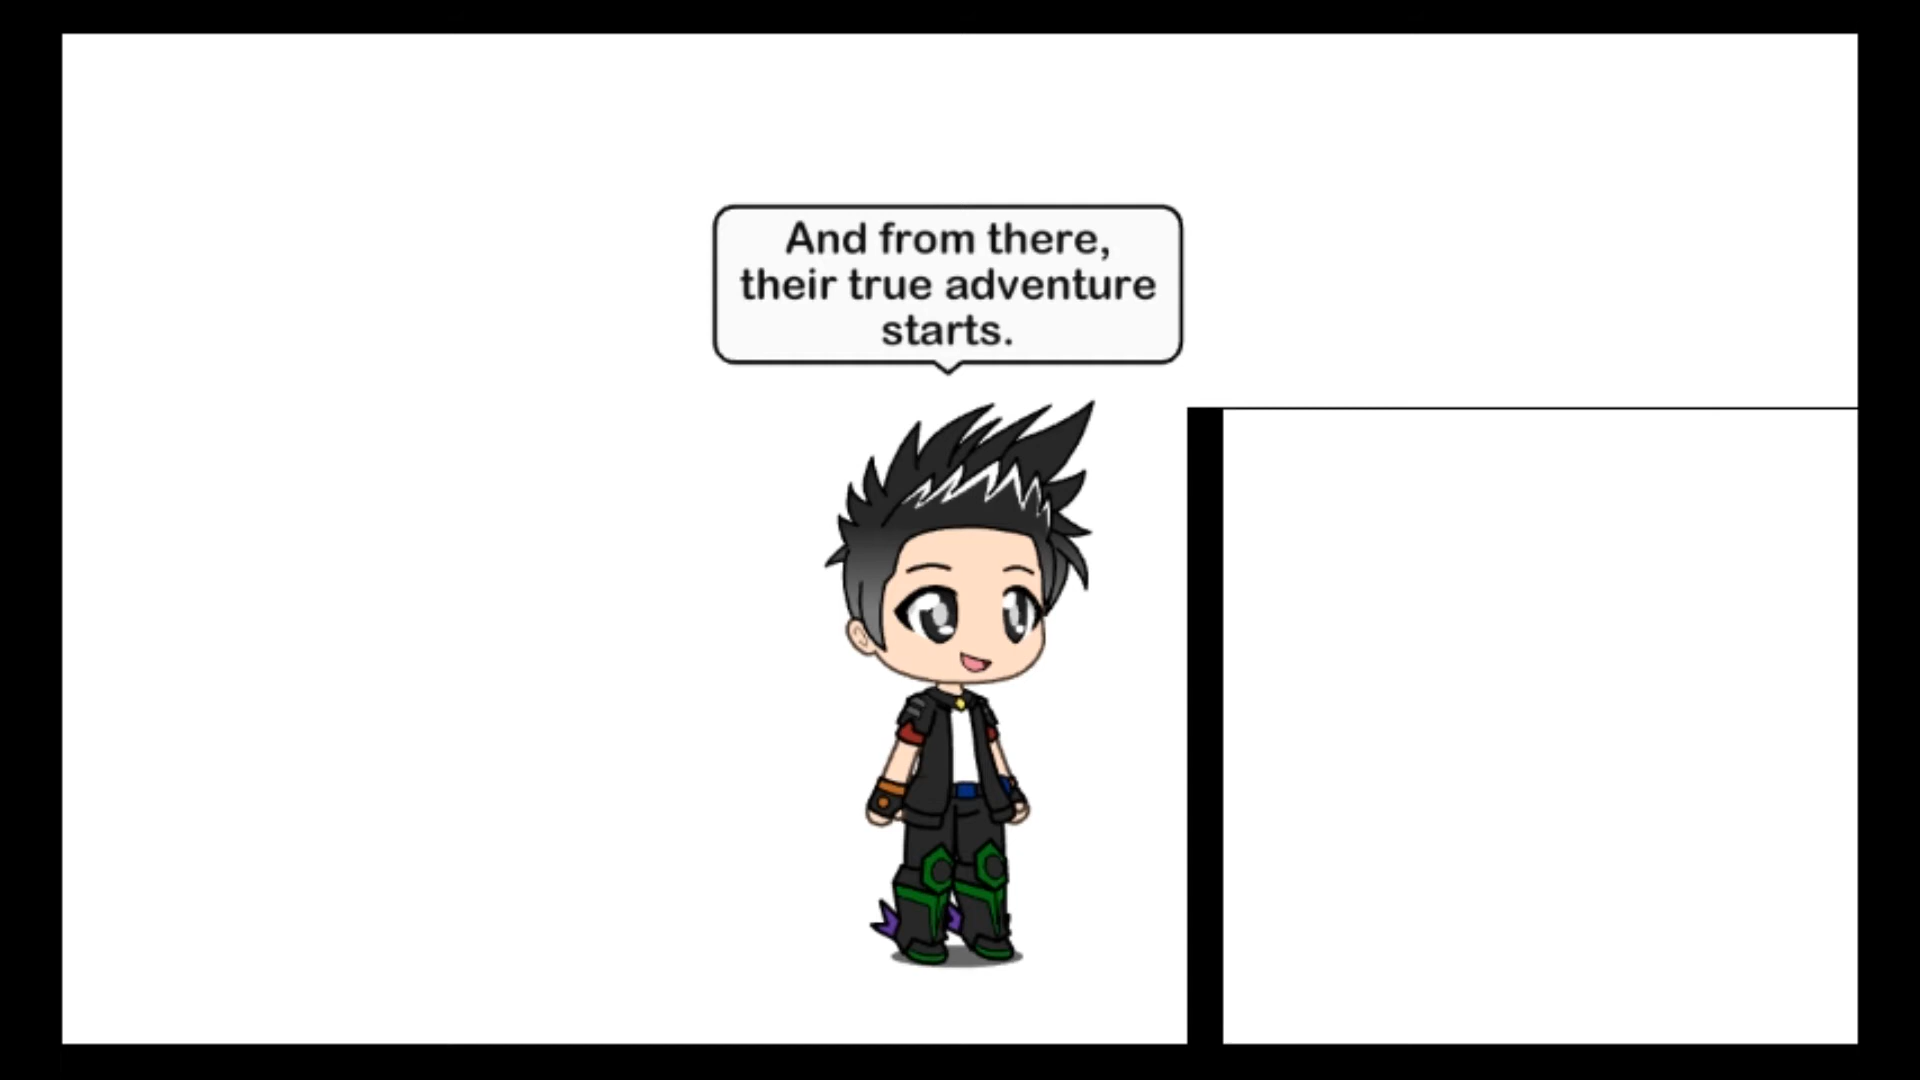 And from there,
their true adventure
starts.